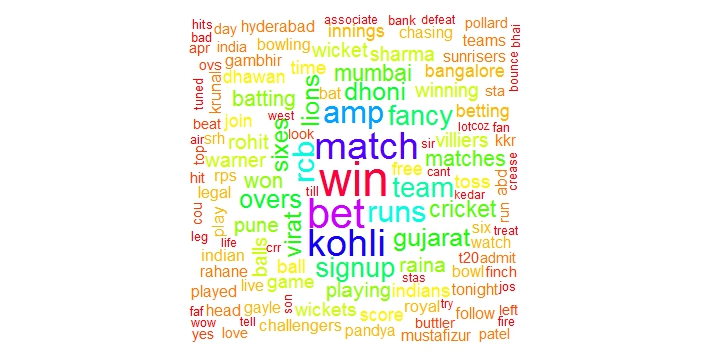 hits day hyderabad associate bank defeat pollard
bad innings chasing bhai
apr india bowling wicket sharma teams bounce
ovs gambhir sunrisers
tuned krunal dhawan time mumbai bangalore
batting lions bat dhoni winning sta
join west amp fancy betting
beat sixes look lot coz fan
air srh rohit match sir villiers kkr
top warner rcb free cant matches crease
hit rps won win team toss abd
legal till kedar
cou play overs bet runs cricket run
pune virat six treat
leg life balls crr kohli gujarat watch
indian ball signup raina t20 admit
rahane stas bowl finch
live game playing indians tonight jos
played son royal try
faf head gayle wickets score follow left
wow tell buttler fire
yes love challengers pandya mustafizur patel